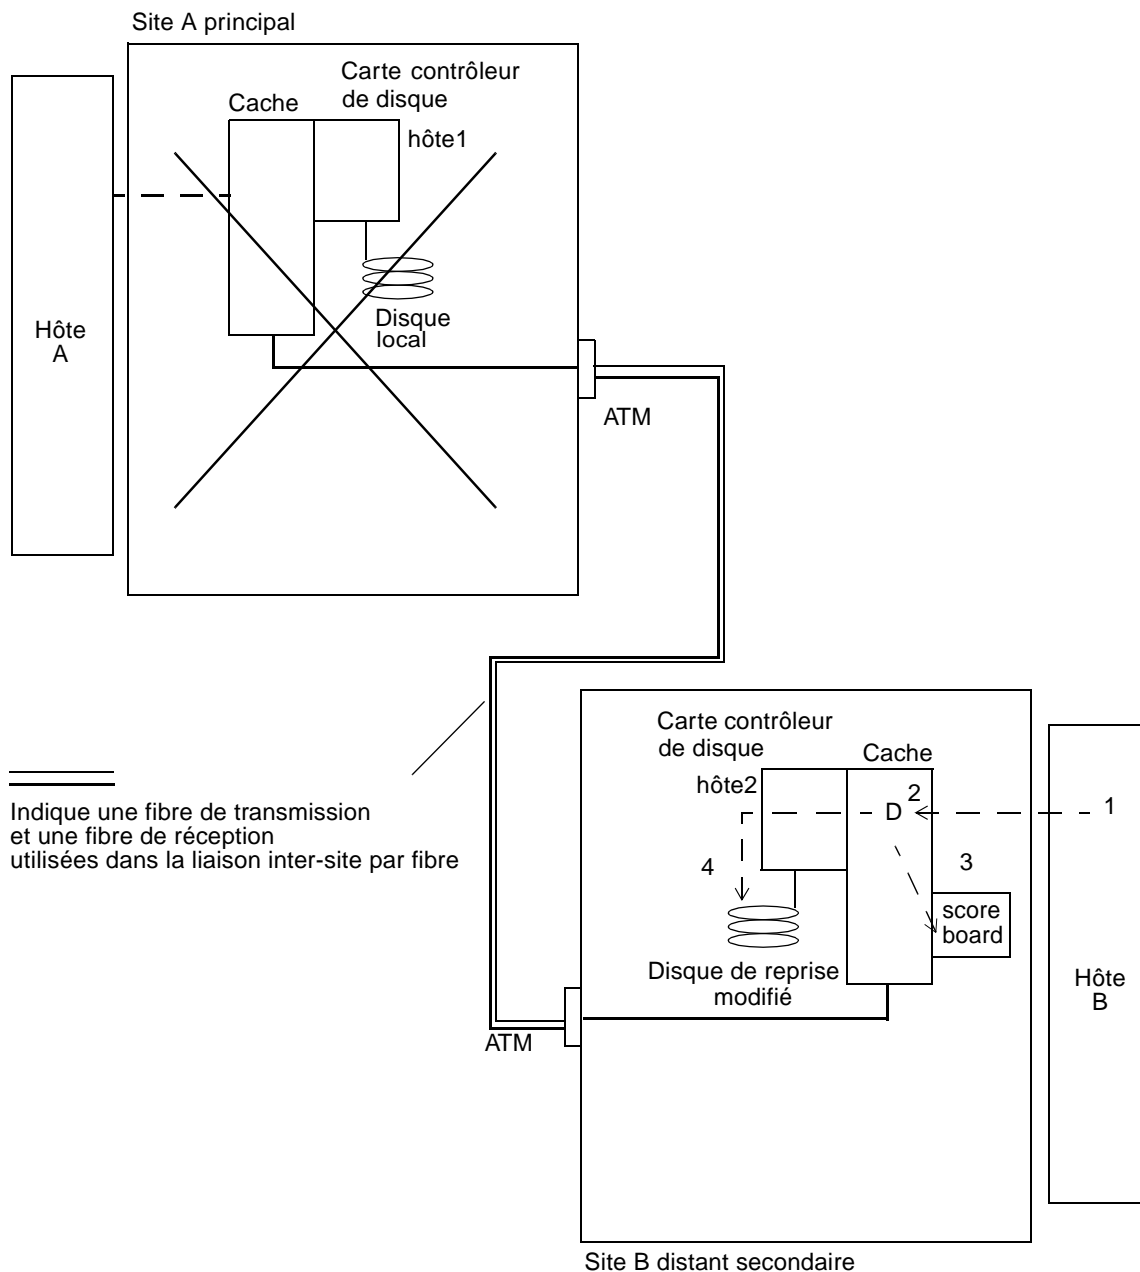 Site A principal
Carte contrôleur
de disque
Cache
hôte1
Hôte
A
Disque
local
ATM
Carte contrôleur
de disque
Cache
hôte2
D
2
1
Indique une fibre de transmission
et une fibre de réception
utilisées dans la liaison inter-site par fibre
4
3
score
board
Disque de reprise
modifié
Hôte
B
ATM
Site B distant secondaire